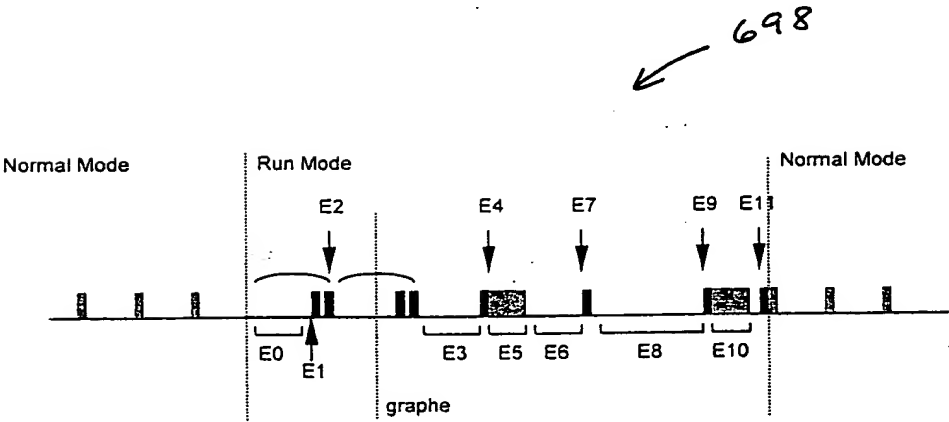 698
Normal Mode
Run Mode
Normal Mode
E2
E4
E7
E9
E11
E0
E1
E3
E5
E6
E8
E10
graphe